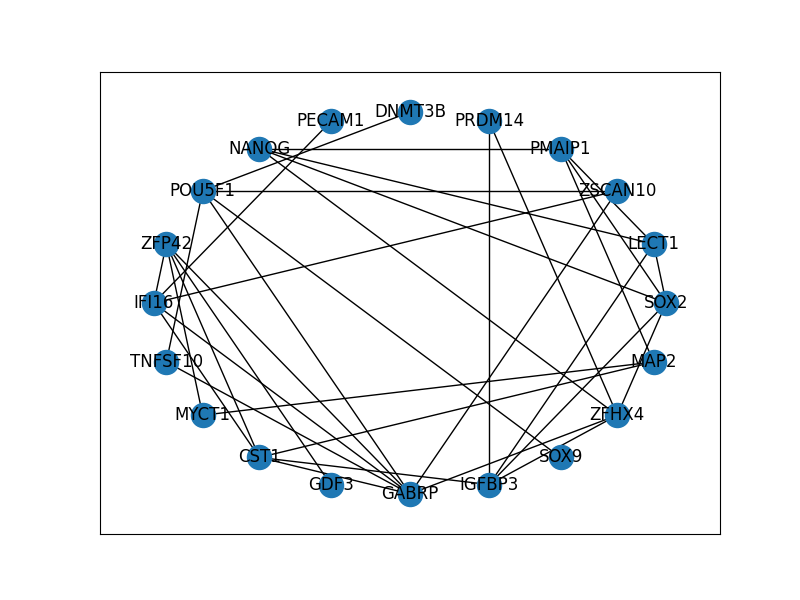 DNMT3B
PECAM1
PRDM14
NANOG
PMAIP1
POU5F1
ZSCAN10
ZFP42
LECT1
IFI16
SOX2
TNFSF10
MAP2
MYCT1
ZFHX4
CST1
SOX9
GDF3
IGFBP3
GABRP